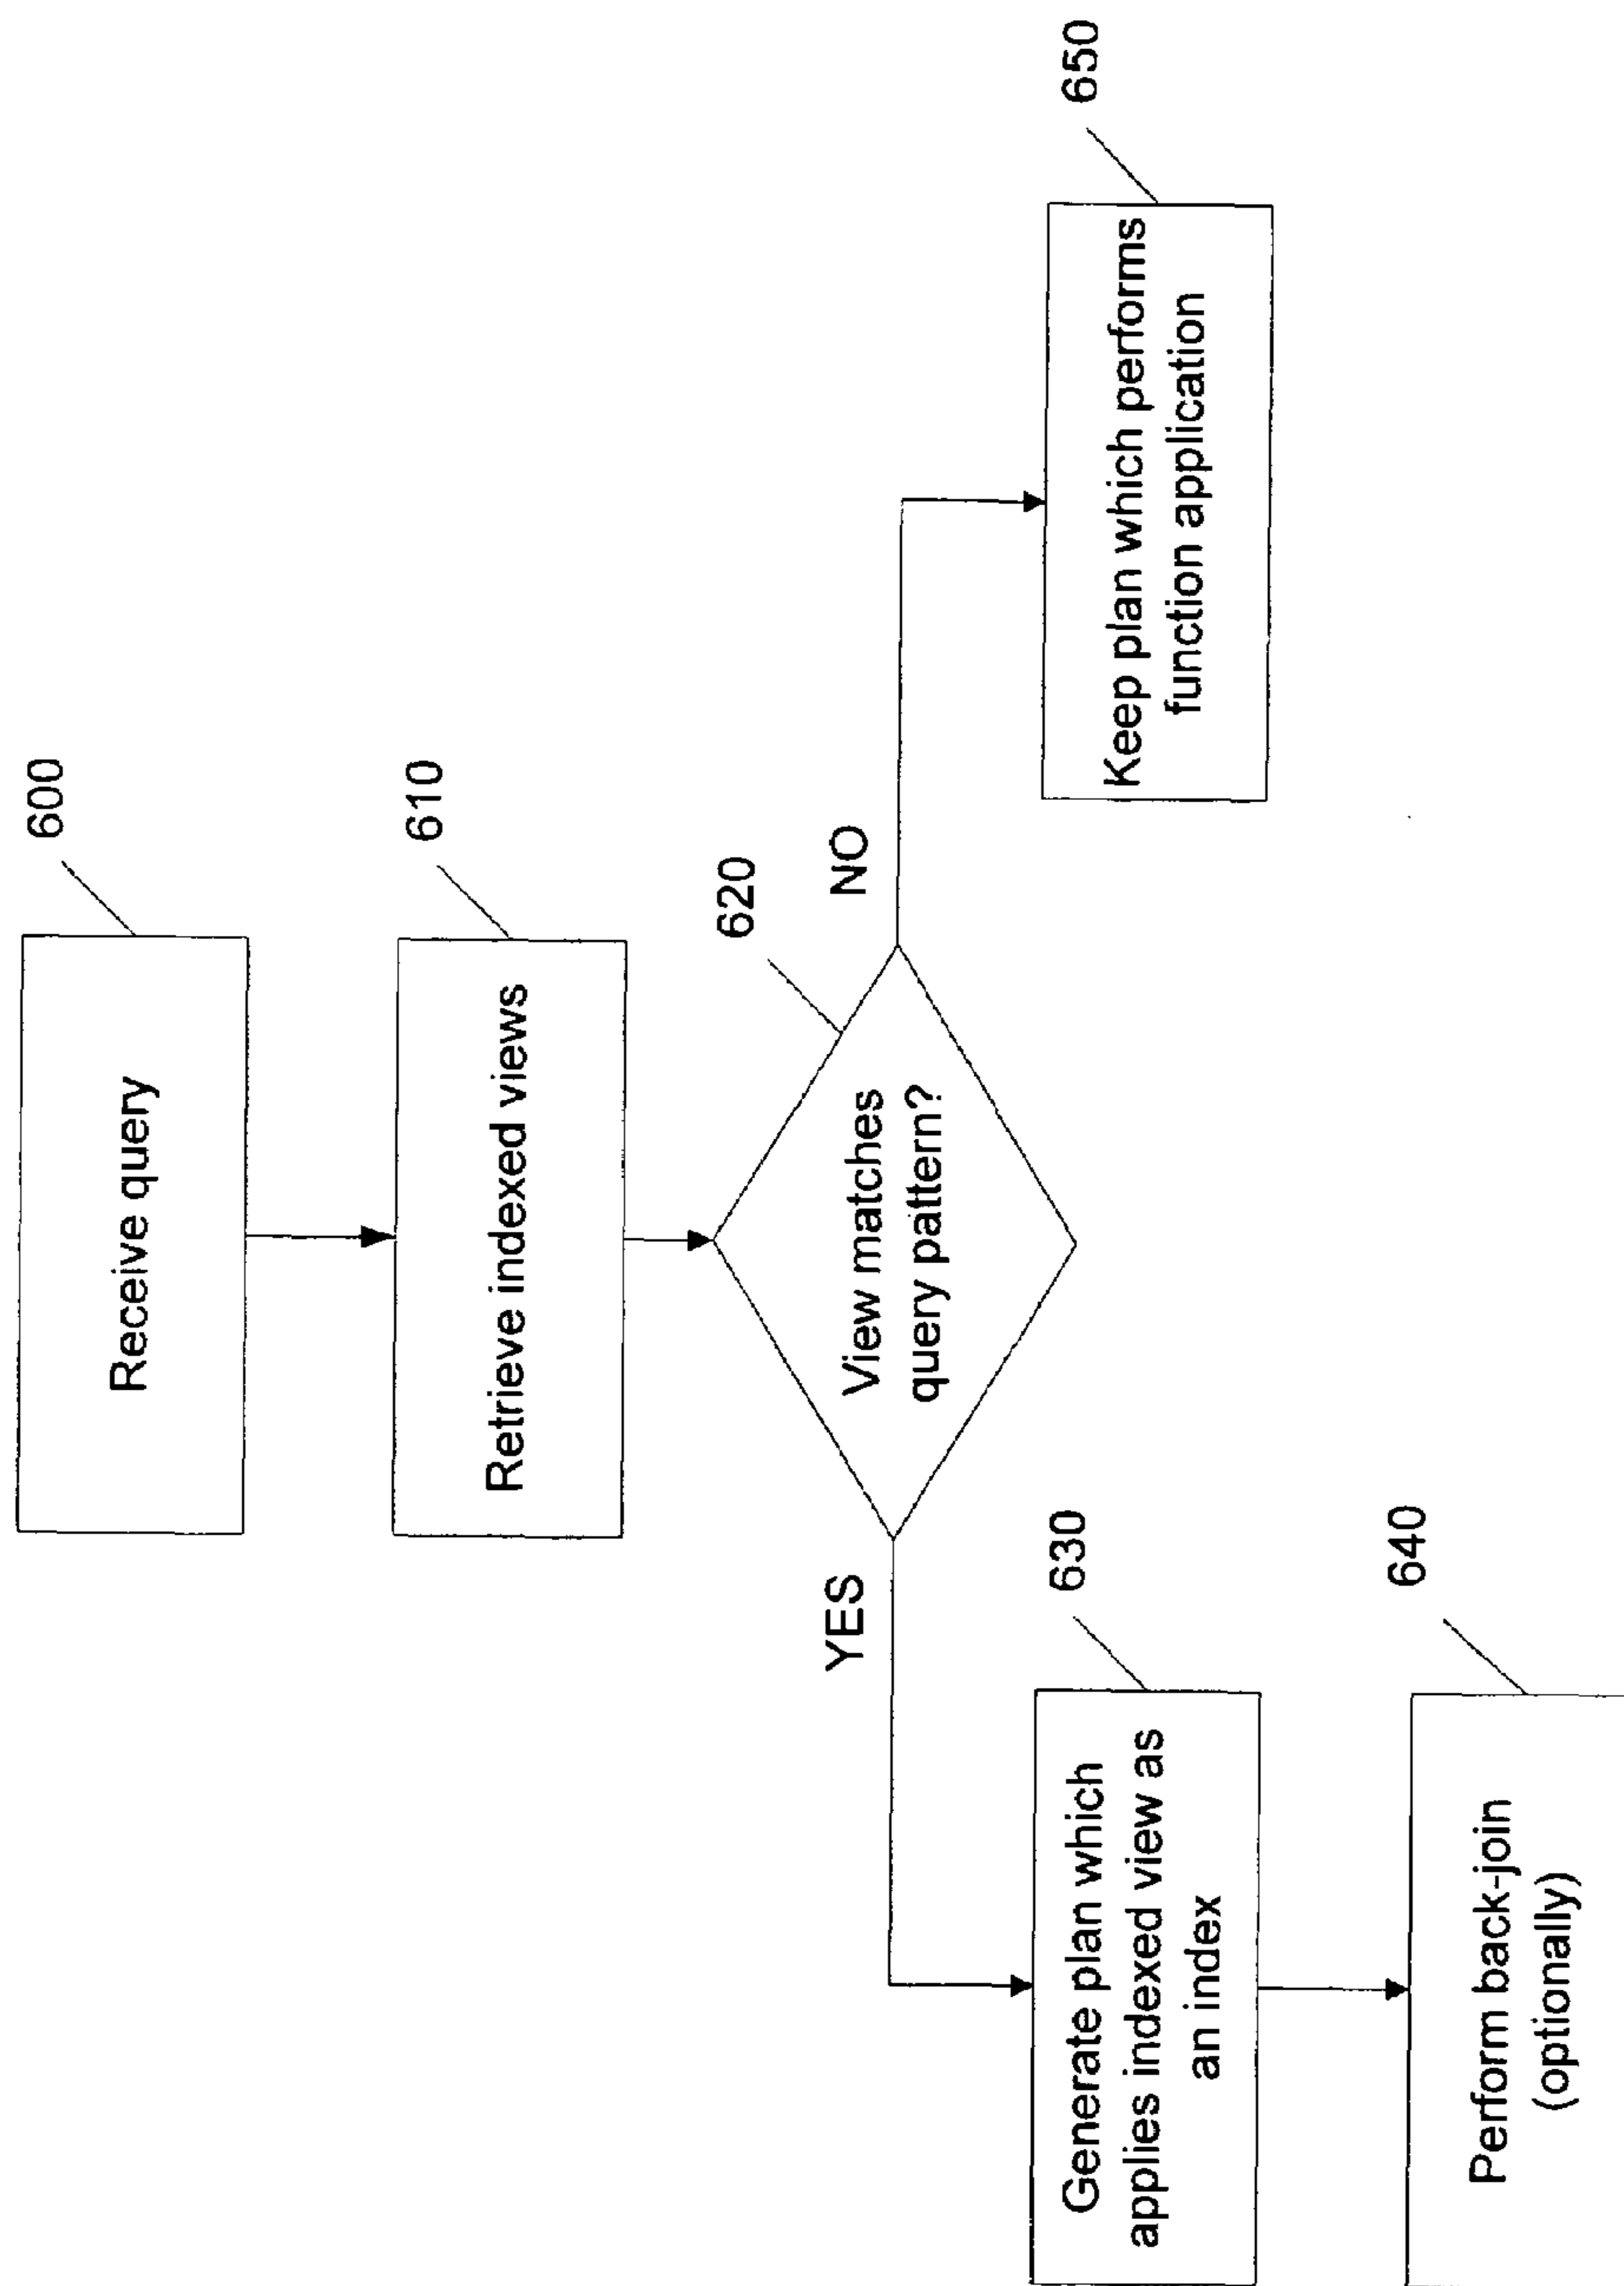 600
Receive query
610
Retrieve indexed views
620
View matches
query pattern?
YES
NO
630
Generate plan which
applies indexed view as
an index
650
Keep plan which performs
function application
640
Perform back-join
(optionally)